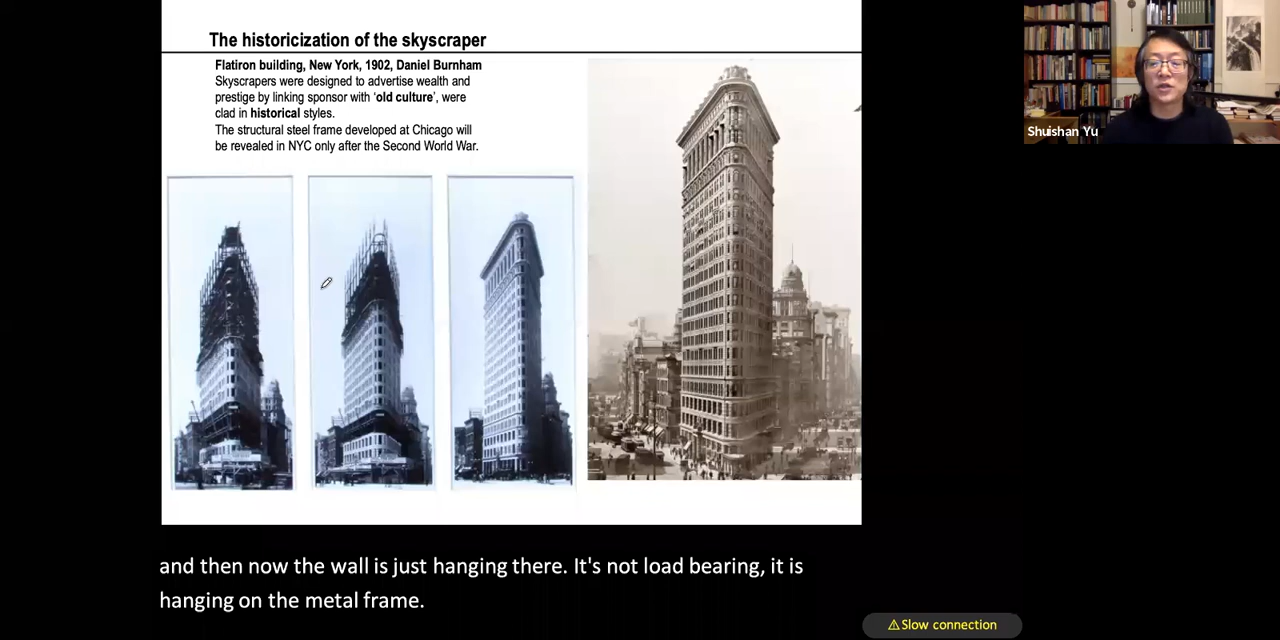 The historicization of the skyscraper
Flatiron building, New York, 1902, Daniel Burnham
Skyscrapers were designed to advertise wealth and
prestige by linking sponsor with ‘old culture’, were
clad in historical styles.
The structural steel frame developed at Chicago will
be revealed in NYC only after the Second World War.
Shuishan Yu
and then now the wall is just hanging there. It's not load bearing, it is
hanging on the metal frame.
⚠Slow connection